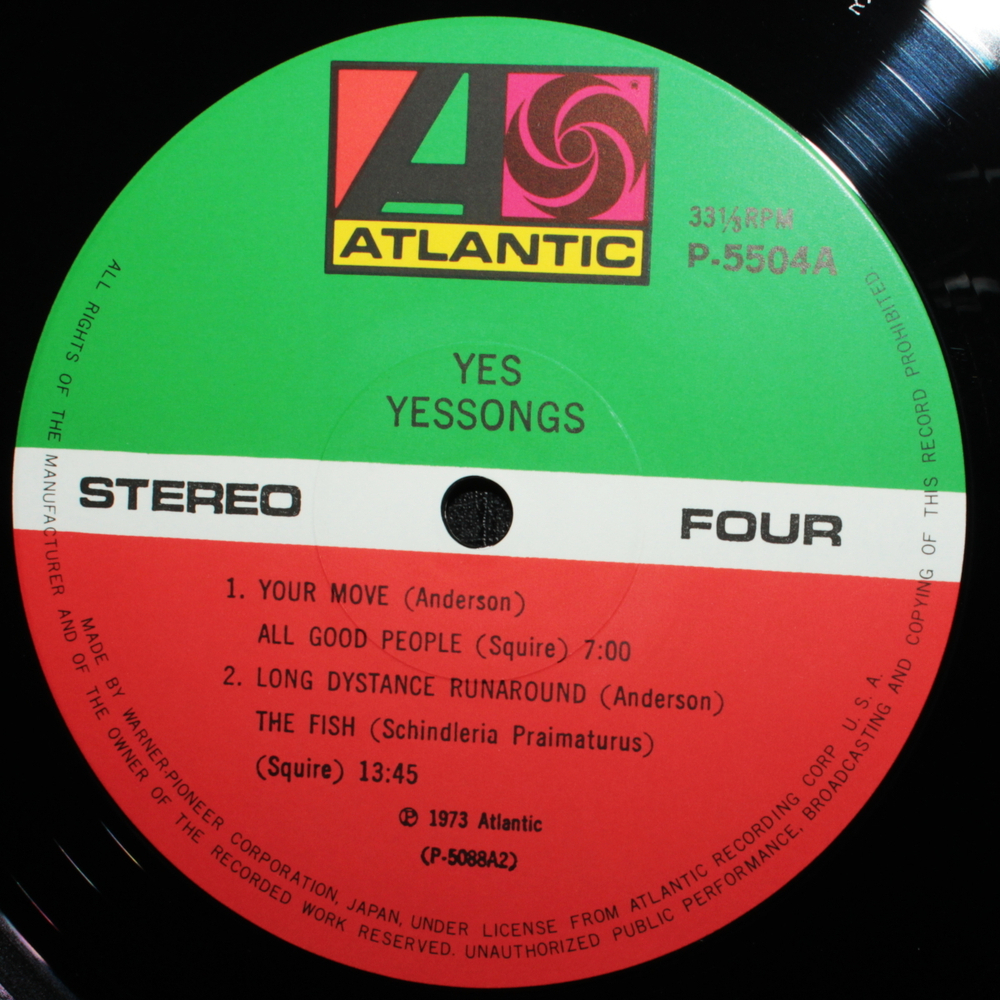 ATLANTIC
33⅓RPM
P-5504A
YES
YESSONGS
STEREO
FOUR
1. YOUR MOVE (Anderson)
ALL GOOD PEOPLE (Squire) 7:00
2. LONG DYSTANCE RUNAROUND (Anderson)
THE FISH (Schindleria Praimaturus)
(Squire) 13:45
Ⓟ 1973 Atlantic
(P-5088A2)
MADE BY WARNER-PIONEER CORPORATION, JAPAN, UNDER LICENSE FROM ATLANTIC RECORDING CORP U. S. A.
ALL RIGHTS OF THE MANUFACTURER AND OF THE OWNER OF THE RECORDED WORK RESERVED. UNAUTHORIZED PUBLIC PERFORMANCE, BROADCASTING AND COPYING OF THIS RECORD PROHIBITED